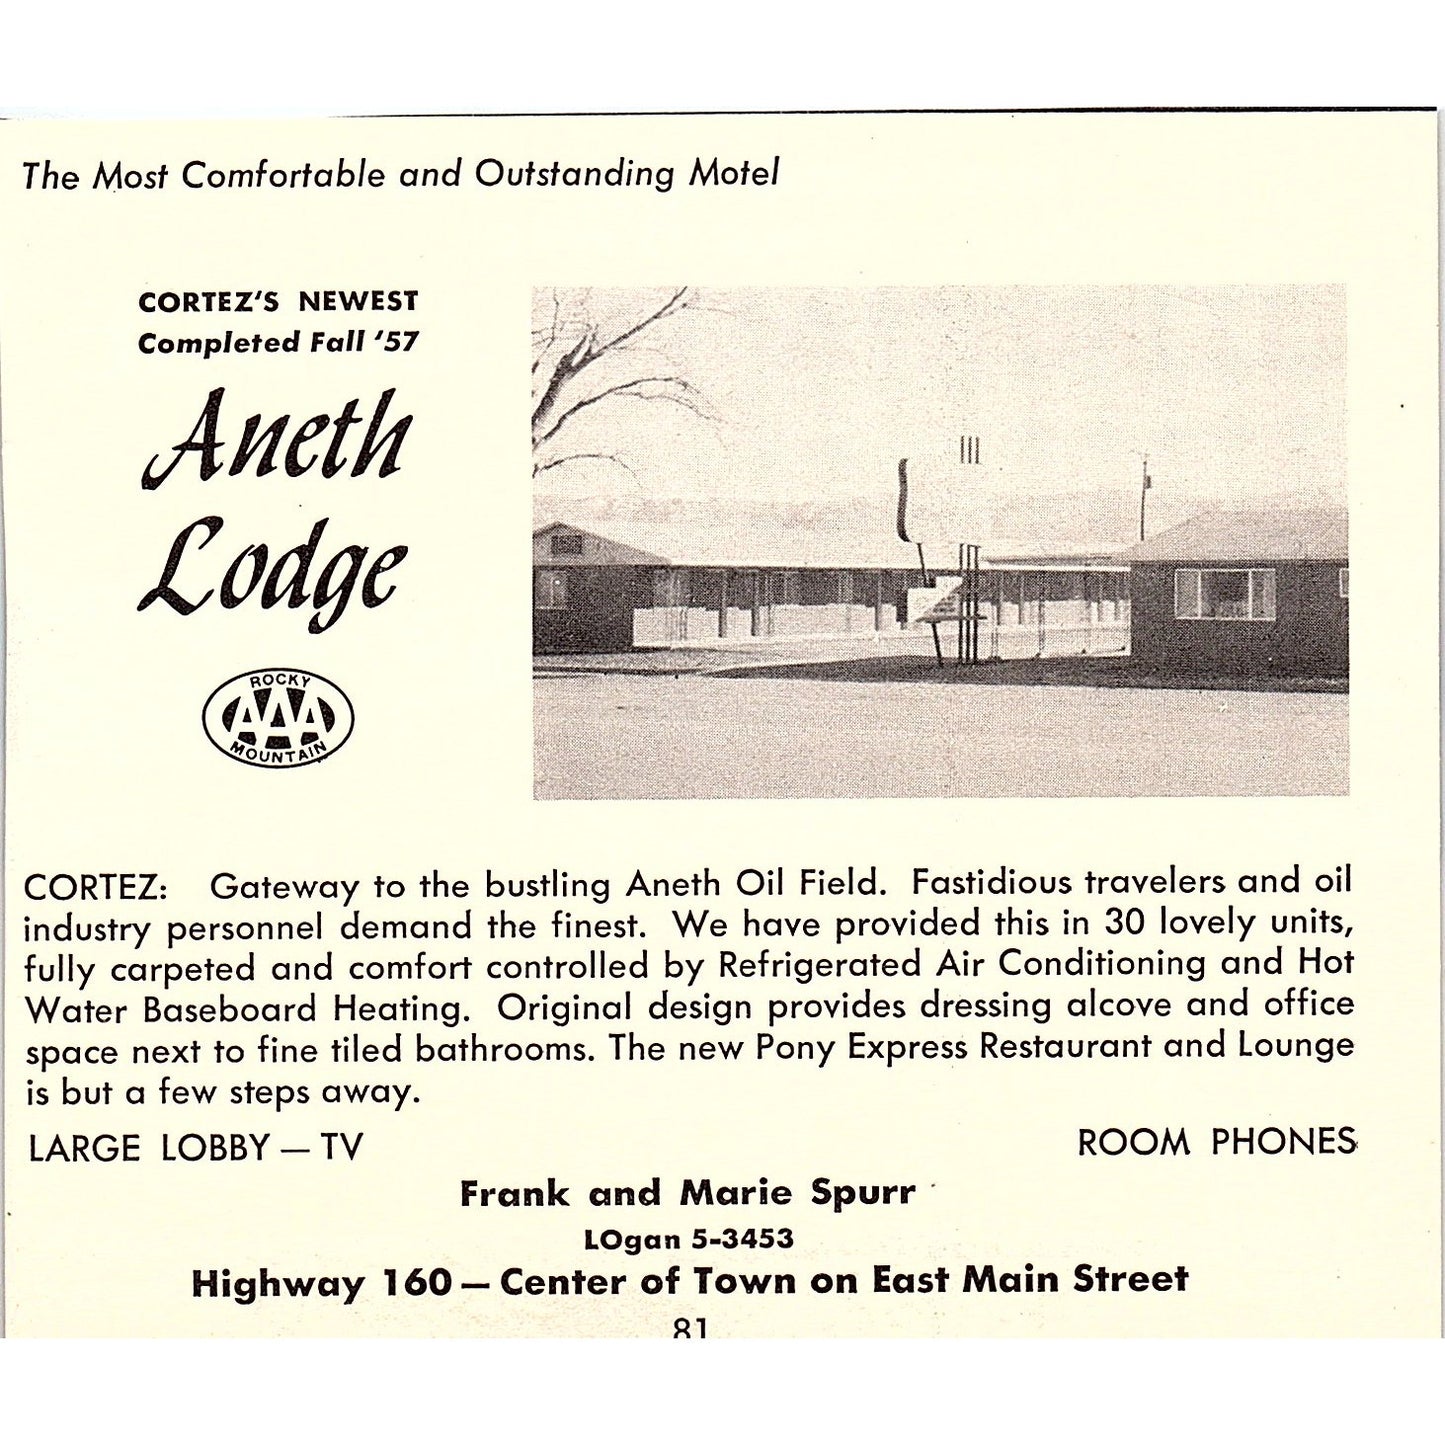 The Most Comfortable and Outstanding Motel
CORTEZ'S NEWEST
Completed Fall '57
Aneth
Lodge
ROCKY
AAA
MOUNTAIN
CORTEZ: Gateway to the bustling Aneth Oil Field. Fastidious travelers and oil
industry personnel demand the finest. We have provided this in 30 lovely units,
fully carpeted and comfort controlled by Refrigerated Air Conditioning and Hot
Water Baseboard Heating. Original design provides dressing alcove and office
space next to fine tiled bathrooms. The new Pony Express Restaurant and Lounge
is but a few steps away.
LARGE LOBBY — TV ROOM PHONES
Frank and Marie Spurr
LOgan 5-3453
Highway 160 — Center of Town on East Main Street
81